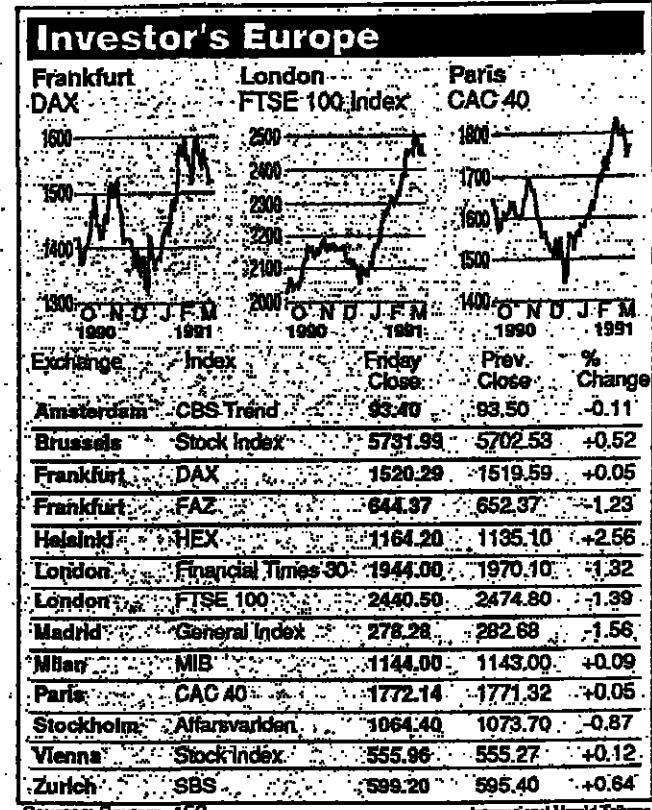 Investor's Europe
Frankfurt
DAX
London
FTSE 100 Index
Paris
CAC 40
1600
1500
1400
1300
O N D J F M
1990 1991
2500
2400
2300
2200
2100
2000
O N D J F M
1990 1991
1800
1700
1600
1500
1400
O N D J F M
1990 1991
Exchange Index Friday Close Prev. Close % Change
Amsterdam CBS Trend 93.40 93.50 -0.11
Brussels Stock Index 5731.99 5702.53 +0.52
Frankfurt DAX 1520.29 1519.59 +0.05
Frankfurt FAZ 644.37 652.37 -1.23
Helsinki HEX 1164.20 1135.10 +2.56
London Financial Times 30 1944.00 1970.10 -1.32
London FTSE 100 2440.50 2474.80 -1.39
Madrid General Index 278.28 282.68 -1.56
Milan MIB 1144.00 1143.00 +0.09
Paris CAC 40 1772.14 1771.32 +0.05
Stockholm Affarsvarlden 1064.40 1073.70 -0.87
Vienna Stock Index 555.96 555.27 +0.12
Zurich SBS 599.20 595.40 +0.64